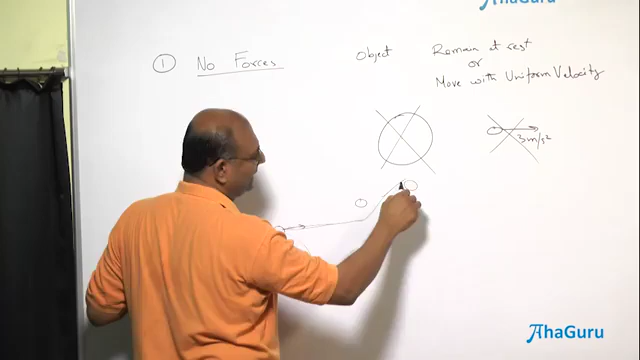 AhaGuru
① No Forces
Object
Remain at rest
or
Move with Uniform Velocity
3m/s²
AhaGuru